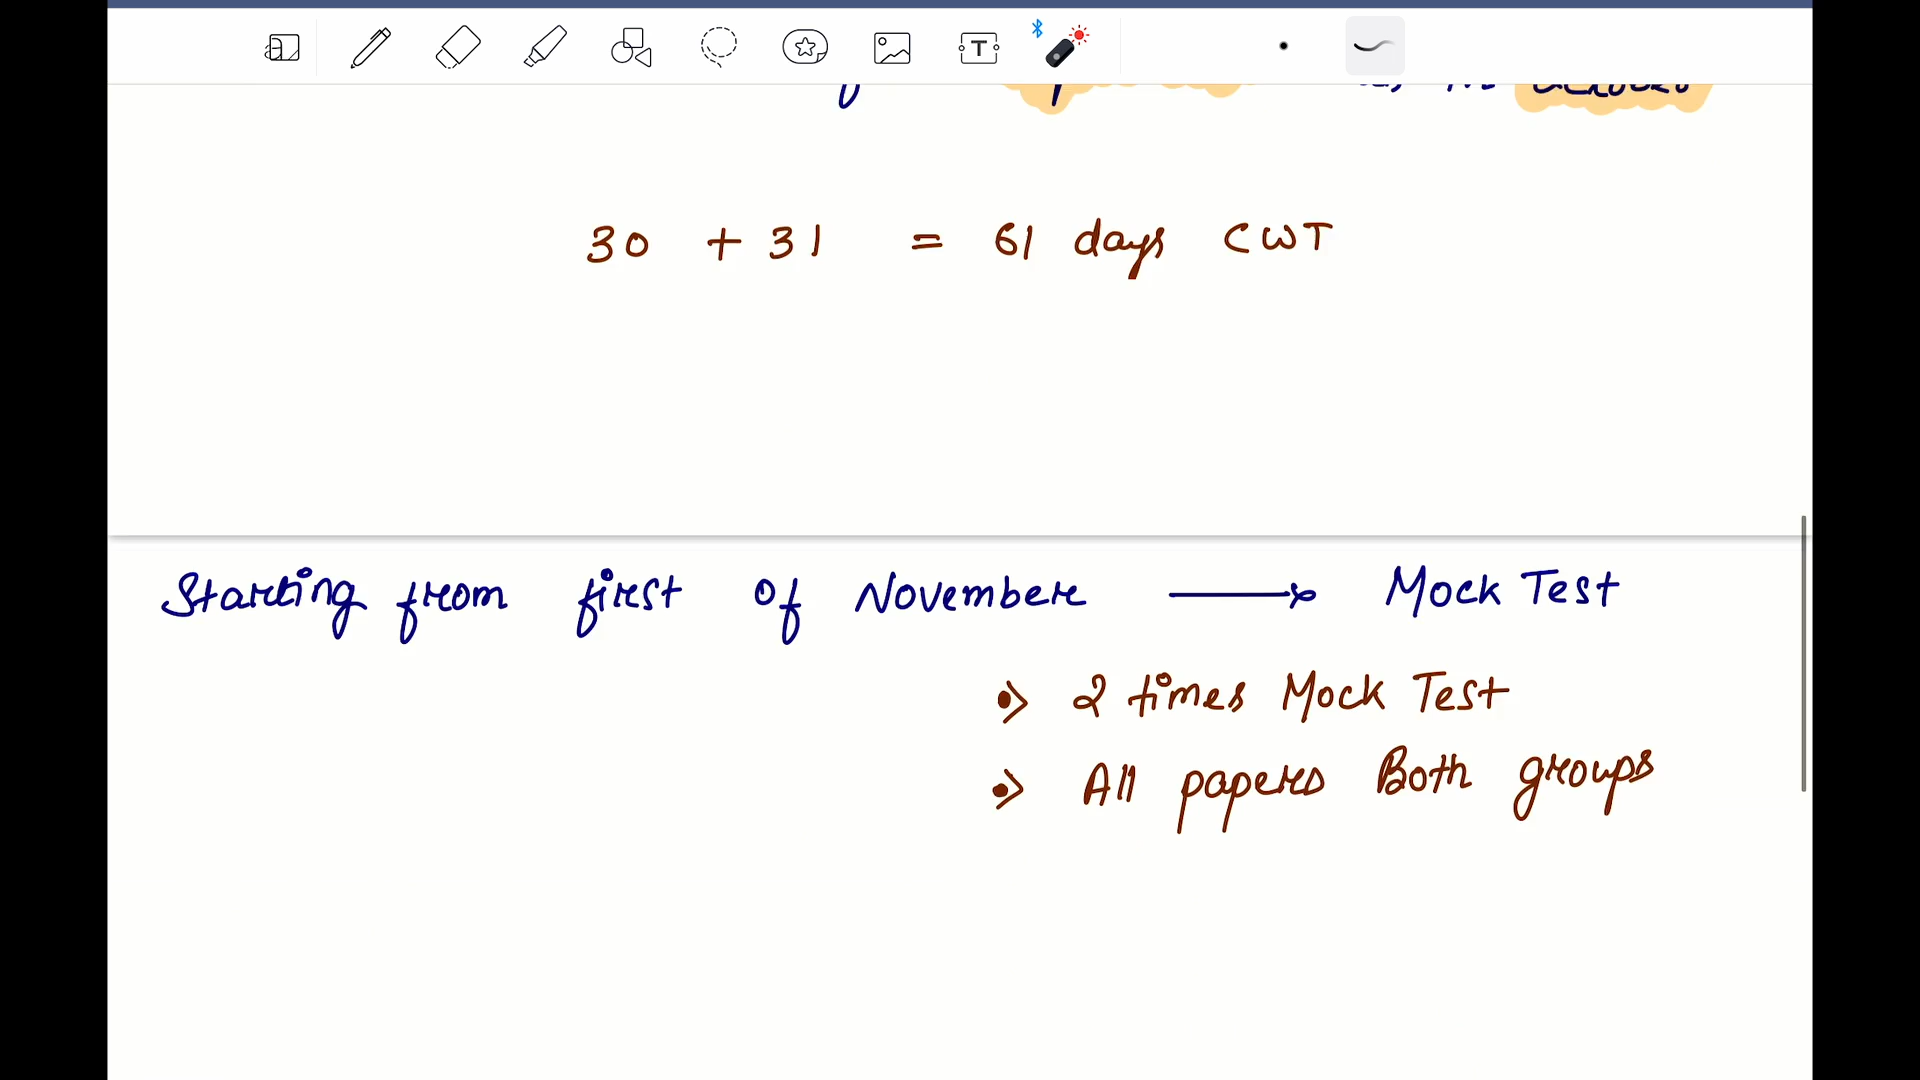 30 + 31 = 61 days CWT
Starting from first of November → Mock Test
2 times Mock Test
All papers Both groups